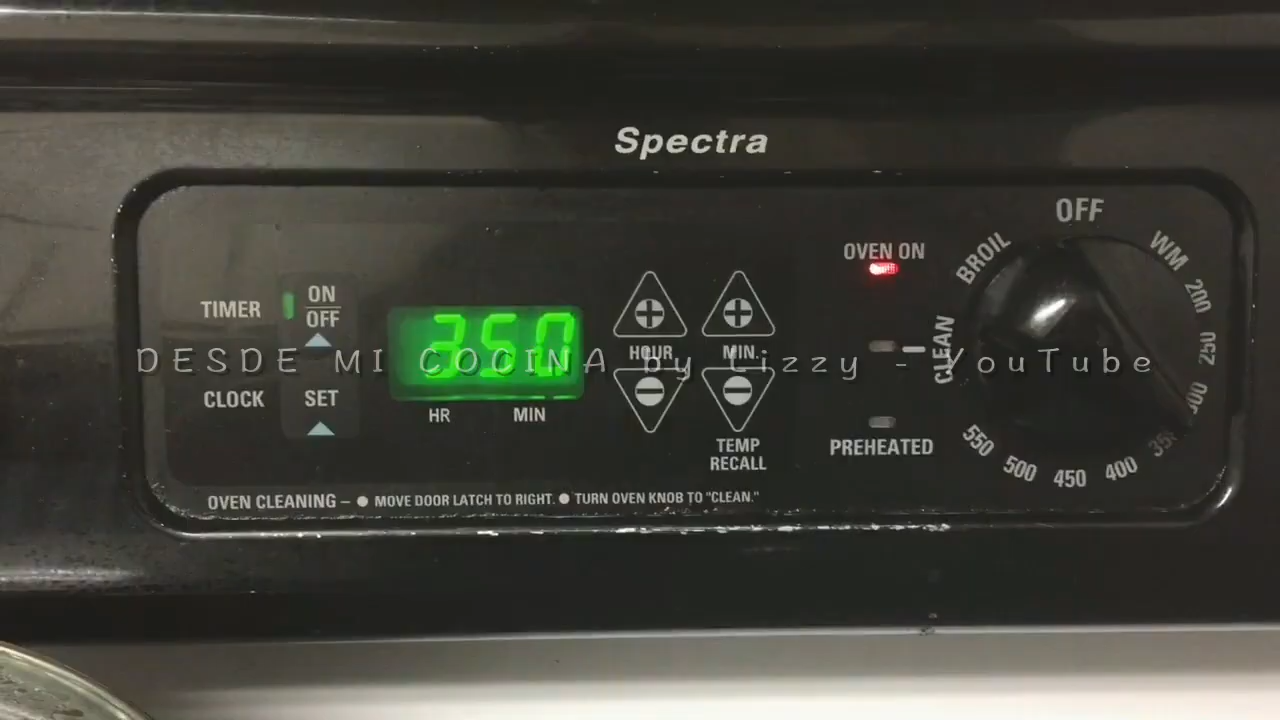 Spectra
OFF
BROIL
WM
200
250
300
350
400
450
500
550
CLEAN
OVEN ON
PREHEATED
TIMER
ON
OFF
CLOCK
SET
350
HR MIN
HOUR MIN.
TEMP
RECALL
DESDE MI COCINA by Lizzy - YouTube
OVEN CLEANING – ● MOVE DOOR LATCH TO RIGHT. ● TURN OVEN KNOB TO "CLEAN."